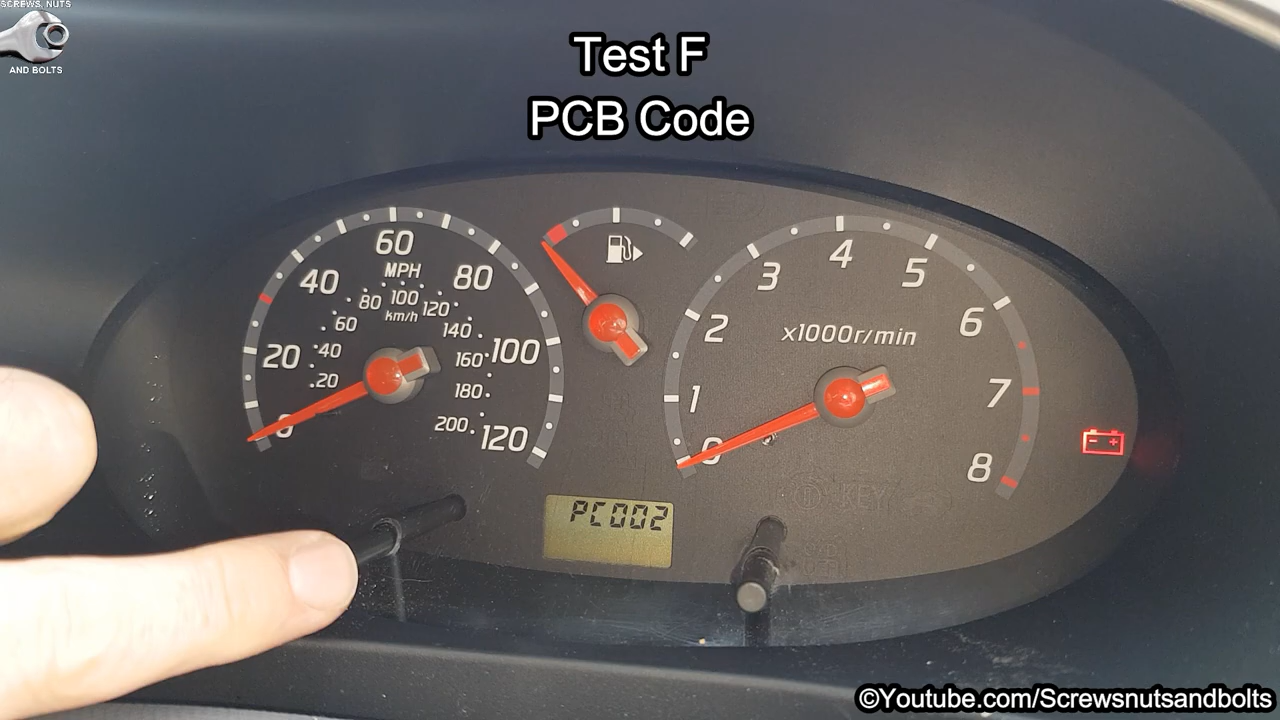 SCREWS, NUTS
AND BOLTS
Test F
PCB Code
0
20
40
60
80
100
120
MPH
km/h
20
40
60
80
100
120
140
160
180
200
0
1
2
3
4
5
6
7
8
x1000r/min
- +
PC002
KEY
©Youtube.com/Screwsnutsandbolts